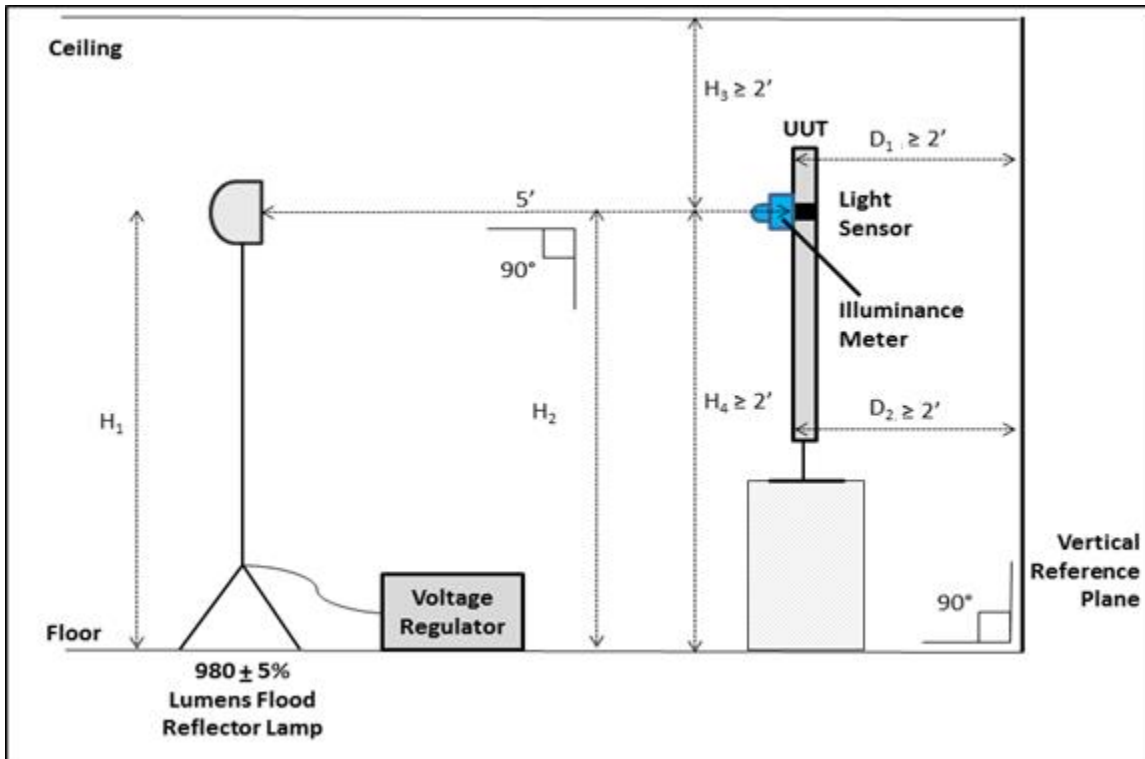 Ceiling
H₃ ≥ 2’
UUT
D₁ ≥ 2’
5’
Light
Sensor
90°
Illuminance
Meter
H₁
H₂
H₄ ≥ 2’
D₂ ≥ 2’
Voltage
Regulator
Vertical
Reference
Plane
90°
Floor
980 ± 5%
Lumens Flood
Reflector Lamp